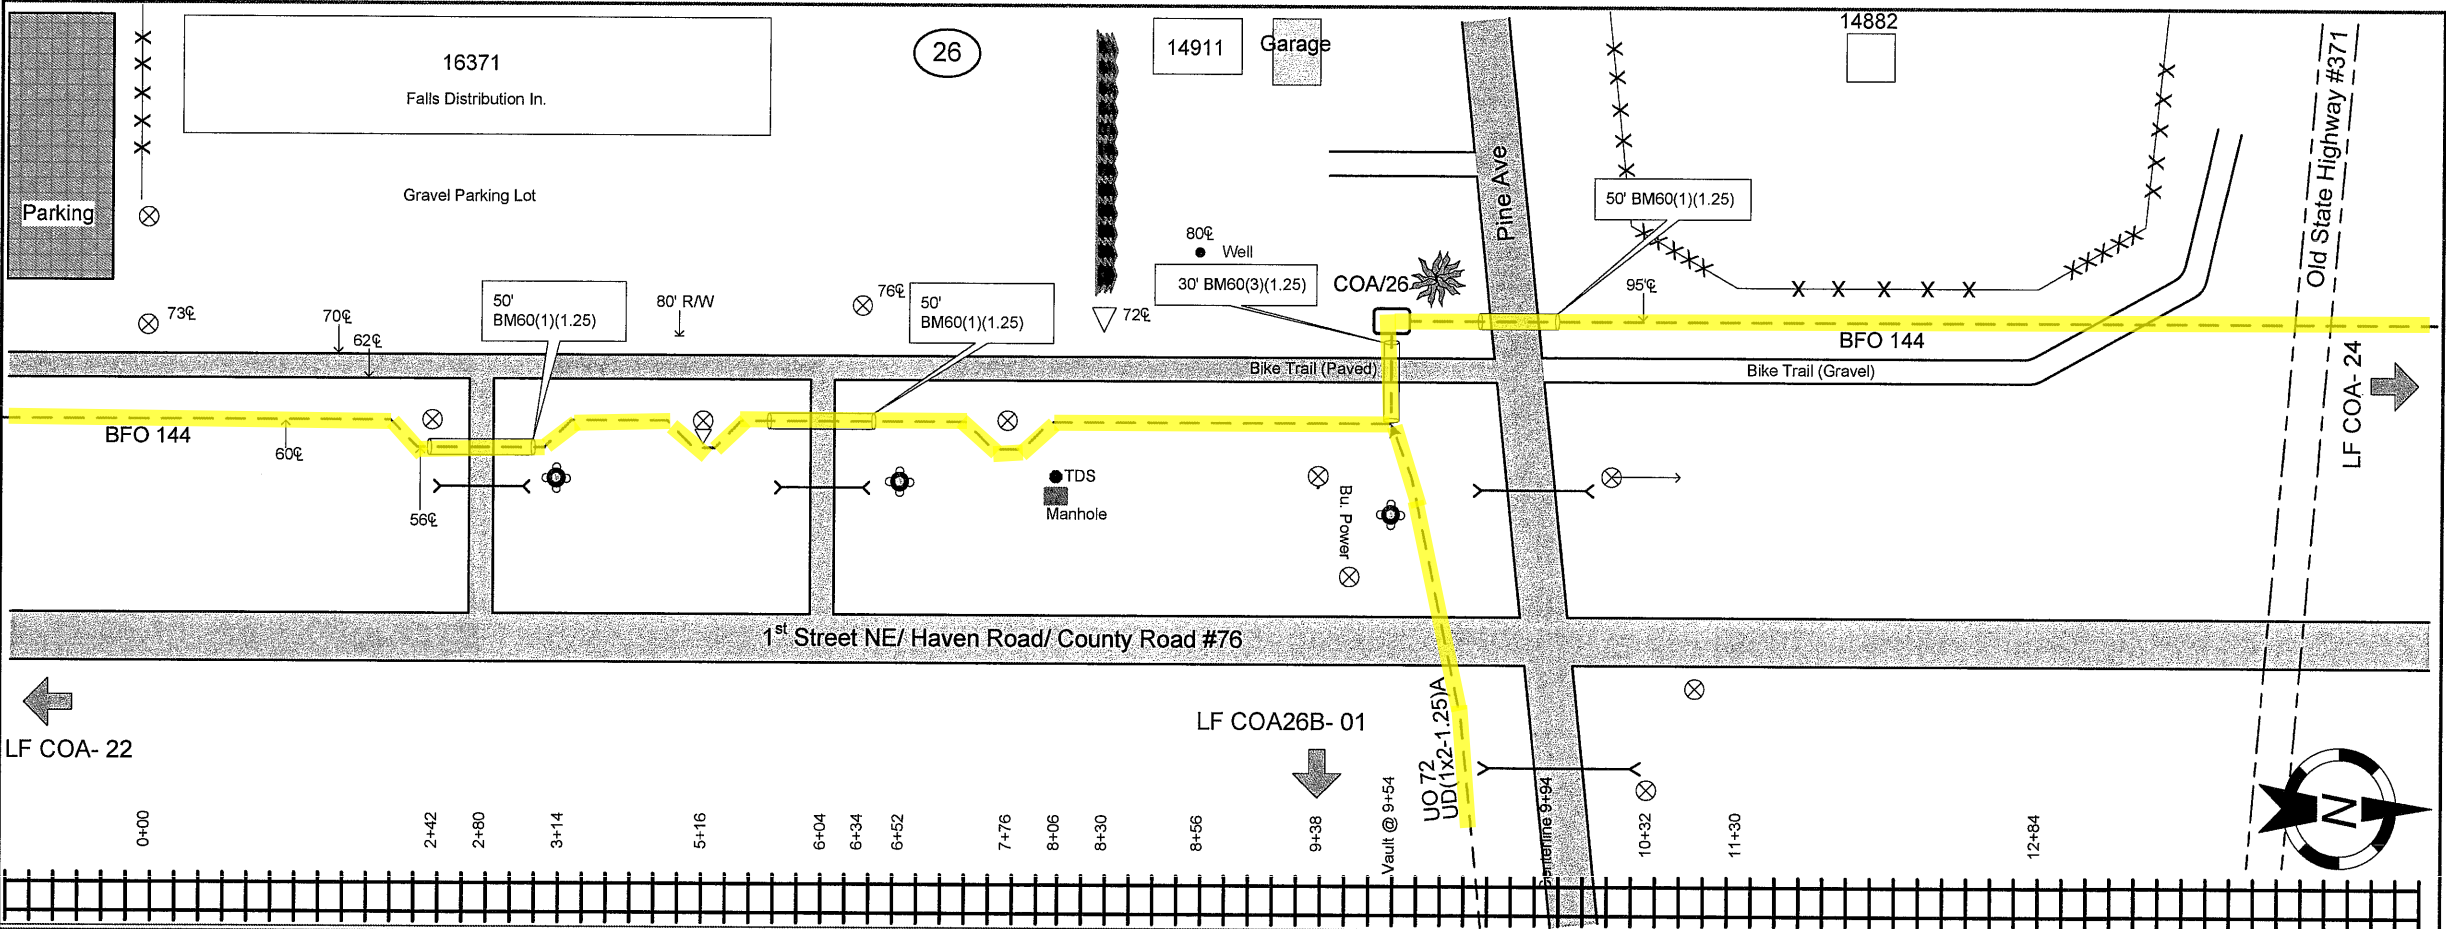 14882
26
14911
Garage
16371
Falls Distribution In.
Old State Highway #371
Pine Ave
Gravel Parking Lot
50' BM60(1)(1.25)
Parking
80℄
Well
COA/26
30' BM60(3)(1.25)
95'℄
73℄
70℄
62℄
50'
BM60(1)(1.25)
80' R/W
76℄
50'
BM60(1)(1.25)
72℄
BFO 144
Bike Trail (Paved)
Bike Trail (Gravel)
LF COA- 24
BFO 144
60℄
56℄
TDS
Manhole
Bu. Power
1st Street NE/ Haven Road/ County Road #76
LF COA- 22
LF COA26B- 01
UO 72
UD(1x2-1.25)A
0+00
2+42
2+80
3+14
5+16
6+04
6+34
6+52
7+76
8+06
8+30
8+56
9+38
Vault @ 9+54
Centerline 9+94
10+32
11+30
12+84
N